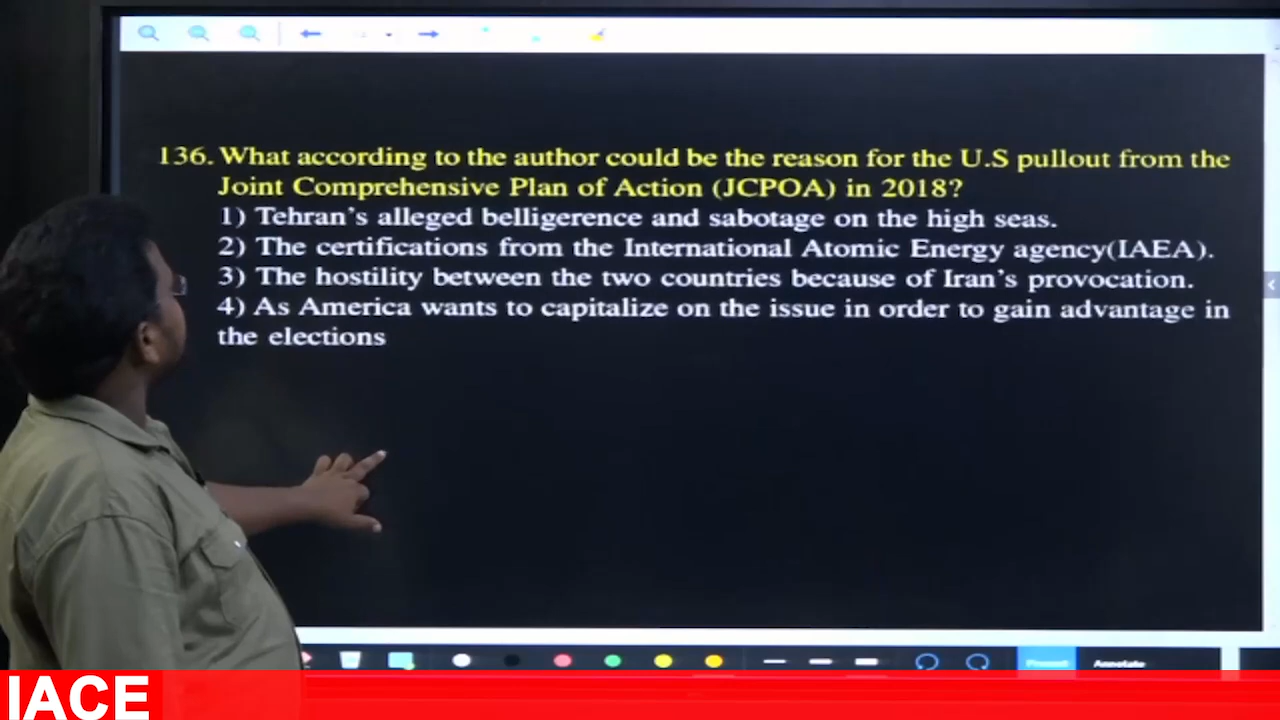 136. What according to the author could be the reason for the U.S pullout from the
Joint Comprehensive Plan of Action (JCPOA) in 2018?
1) Tehran's alleged belligerence and sabotage on the high seas.
2) The certifications from the International Atomic Energy agency(IAEA).
3) The hostility between the two countries because of Iran's provocation.
4) As America wants to capitalize on the issue in order to gain advantage in
the elections
Annotate
IACE